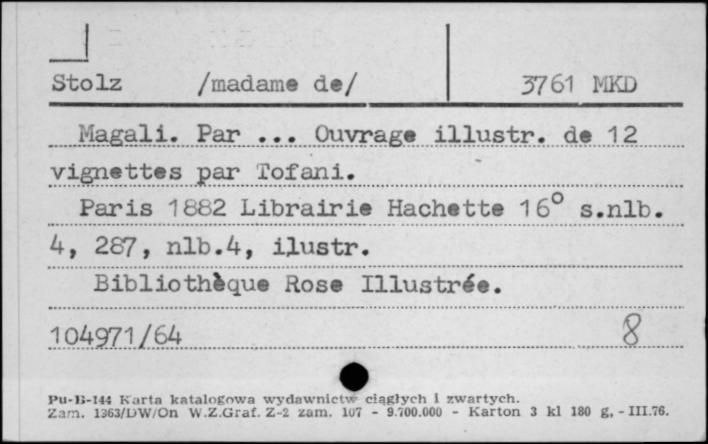 Stolz /madame de/ 3761 MKD
Magali. Par ... Ouvrage illustr. de 12
vignettes par Tofani.
Paris 1882 Librairie Hachette 16° s.nlb.
4, 287, nlb.4, ilustr.
Bibliothèque Rose Illustrée.
104971/64 8
Pu-B-144 Karta katalogowa wydawnictw ciągłych i zwartych.
Zam. 1363/DW/On W.Z.Graf. Z-2 zam. 107 - 9.700.000 - Karton 3 kl 180 g. - III.76.